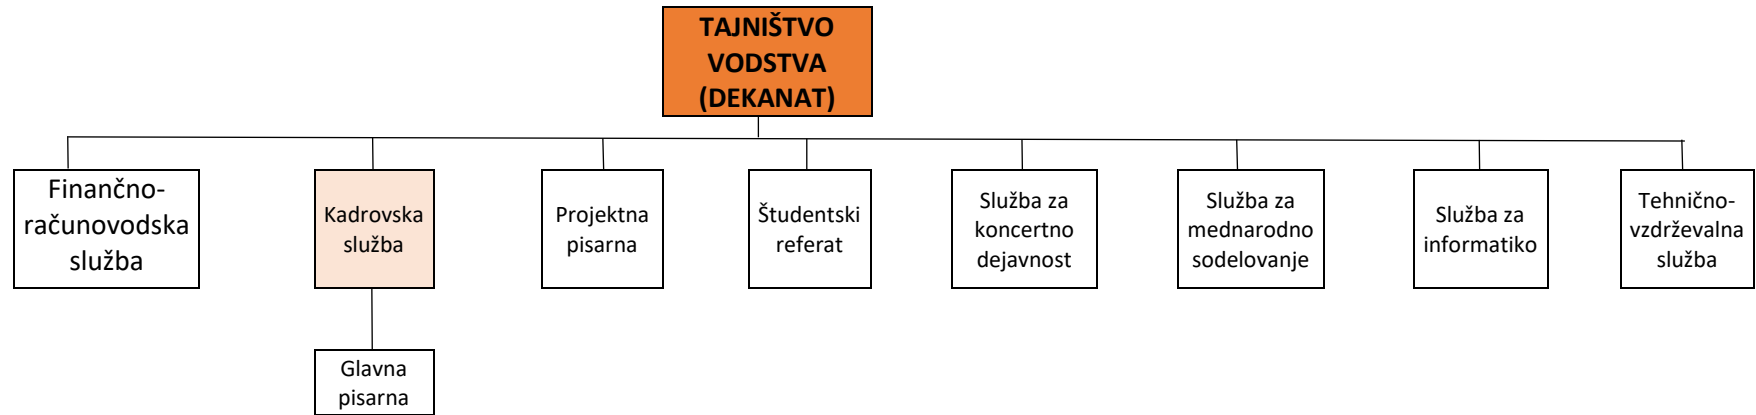 TAJNIŠTVO
VODSTVA
(DEKANAT)
Finančno-
računovodska
služba
Kadrovska
služba
Projektna
pisarna
Študentski
referat
Služba za
koncertno
dejavnost
Služba za
mednarodno
sodelovanje
Služba za
informatiko
Tehnično-
vzdrževalna
služba
Glavna
pisarna